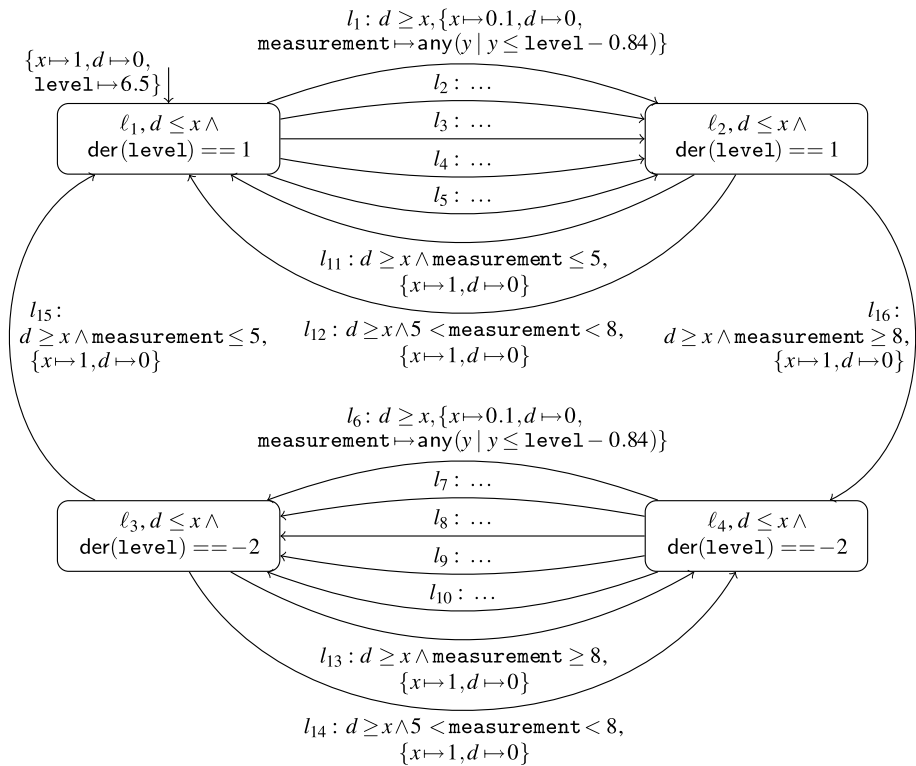 l₁: d ≥ x, {x ↦ 0.1, d ↦ 0,
measurement ↦ any(y | y ≤ level − 0.84)}
{x ↦ 1, d ↦ 0,
level ↦ 6.5}
l₂: …
ℓ₁, d ≤ x ∧
der(level) == 1
l₃: …
ℓ₂, d ≤ x ∧
der(level) == 1
l₄: …
l₅: …
l₁₁: d ≥ x ∧ measurement ≤ 5,
{x ↦ 1, d ↦ 0}
l₁₂: d ≥ x ∧ 5 < measurement < 8,
{x ↦ 1, d ↦ 0}
l₁₅:
d ≥ x ∧ measurement ≤ 5,
{x ↦ 1, d ↦ 0}
l₁₆:
d ≥ x ∧ measurement ≥ 8,
{x ↦ 1, d ↦ 0}
l₆: d ≥ x, {x ↦ 0.1, d ↦ 0,
measurement ↦ any(y | y ≤ level − 0.84)}
l₇: …
ℓ₃, d ≤ x ∧
der(level) == −2
l₈: …
ℓ₄, d ≤ x ∧
der(level) == −2
l₉: …
l₁₀: …
l₁₃: d ≥ x ∧ measurement ≥ 8,
{x ↦ 1, d ↦ 0}
l₁₄: d ≥ x ∧ 5 < measurement < 8,
{x ↦ 1, d ↦ 0}